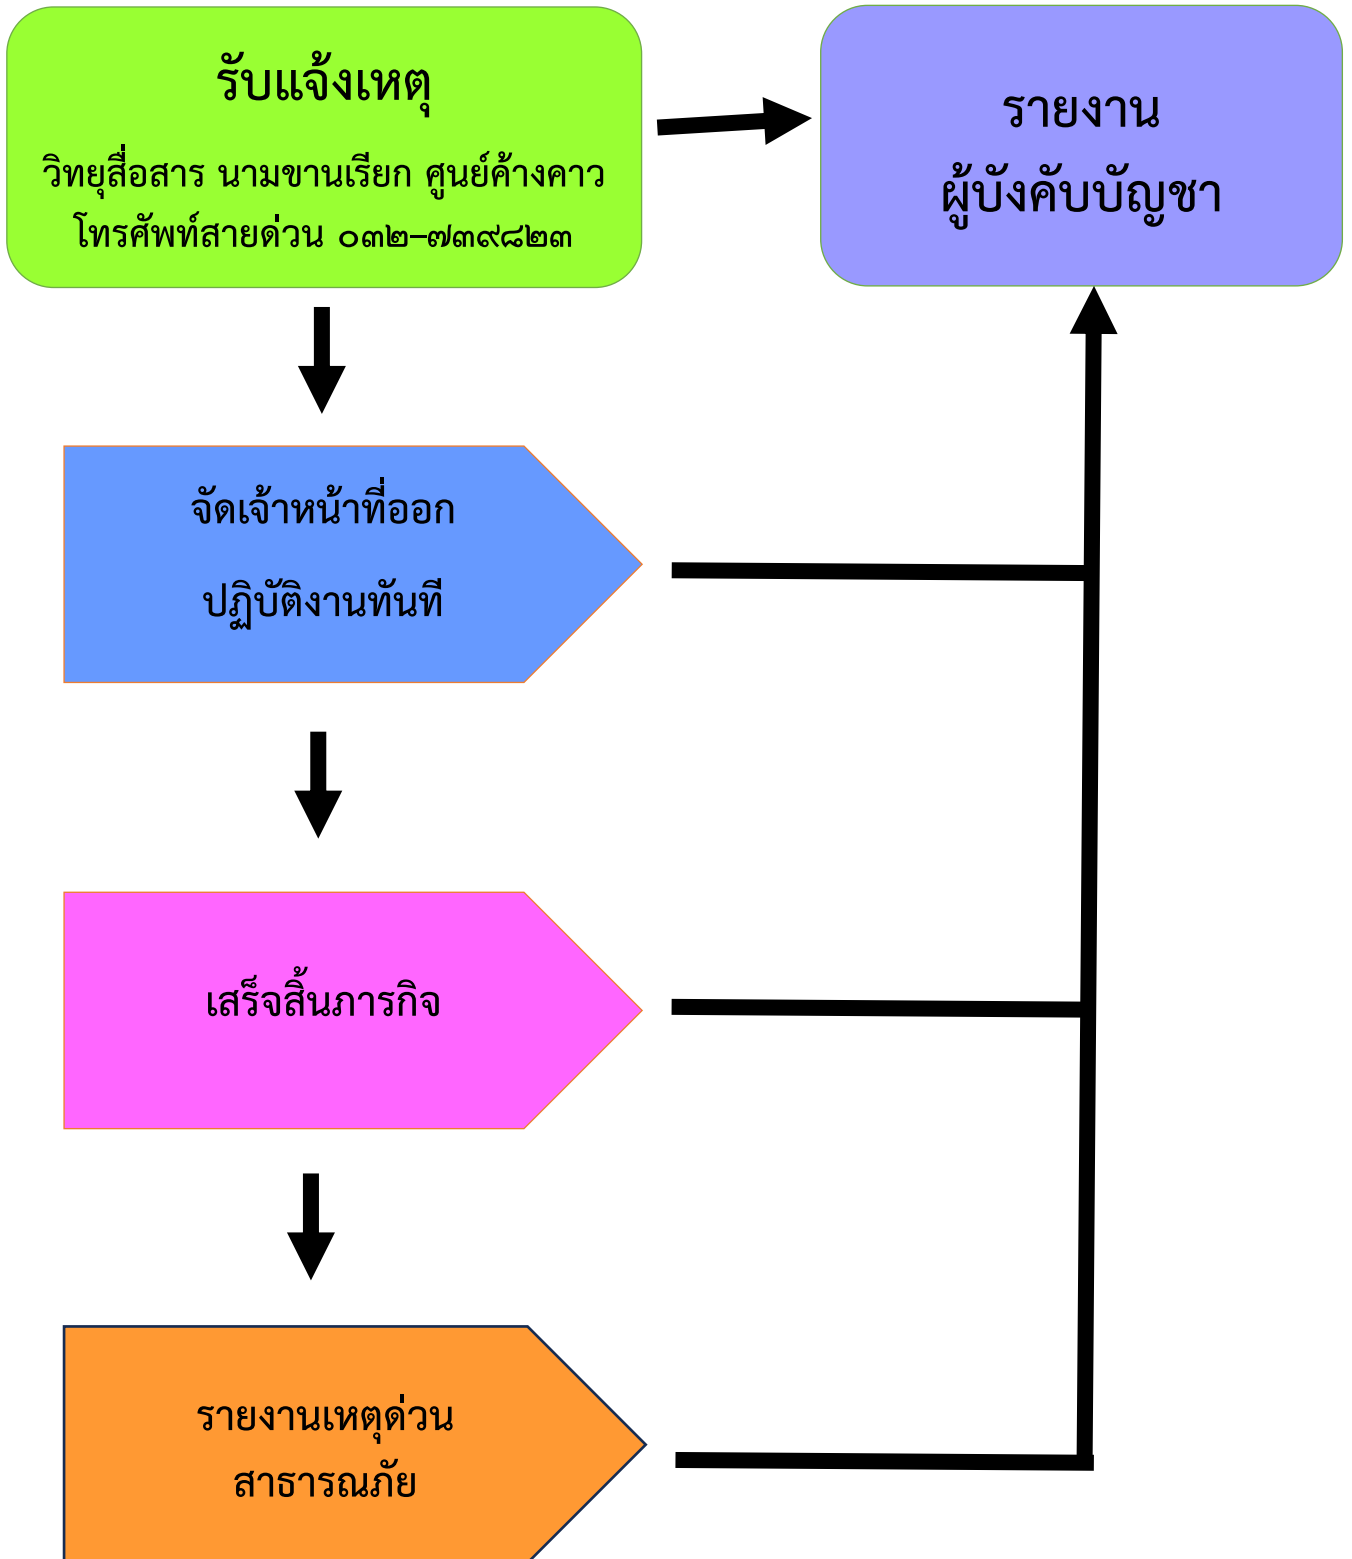 รับแจ้งเหตุ
วิทยุสื่อสาร นามขานเรียก ศูนย์ค้างคาว
โทรศัพท์สายด่วน ๐๓๒–๗๓๙๘๒๓
รายงาน
ผู้บังคับบัญชา
จัดเจ้าหน้าที่ออก
ปฏิบัติงานทันที
เสร็จสิ้นภารกิจ
รายงานเหตุด่วน
สาธารณภัย